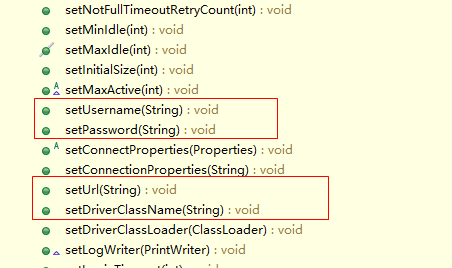 setNotFullTimeoutRetryCount(int) : void
setMinIdle(int) : void
setMaxIdle(int) : void
setInitialSize(int) : void
A setMaxActive(int) : void
setUsername(String) : void
setPassword(String) : void
A setConnectProperties(Properties) : void
setConnectionProperties(String) : void
setUrl(String) : void
setDriverClassName(String) : void
setDriverClassLoader(ClassLoader) : void
setLogWriter(PrintWriter) : void